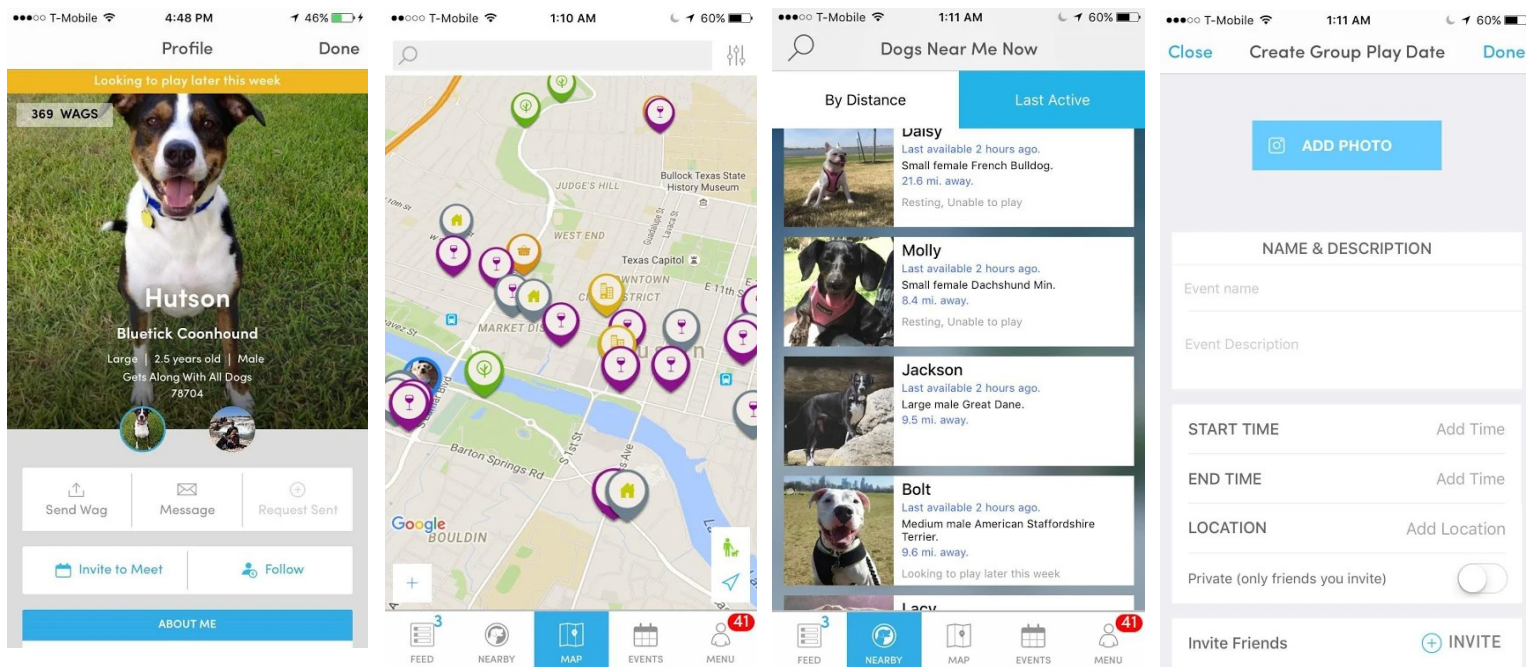 T-Mobile 4:48 PM 46%
Profile Done
Looking to play later this week
369 WAGS
Hutson
Bluetick Coonhound
Large | 2.5 years old | Male
Gets Along With All Dogs
78704
Send Wag Message Request Sent
Invite to Meet Follow
ABOUT ME
T-Mobile 1:10 AM 60%
JUDGE'S HILL
Bullock Texas State
History Museum
Guadalupe St
Lavaca St
WEST END
Texas Capitol
E 11th S
MARKET DIS
S 1st St
Barton Springs Rd
Google
BOULDIN
+
3 41
FEED NEARBY MAP EVENTS MENU
T-Mobile 1:11 AM 60%
Dogs Near Me Now
By Distance Last Active
Daisy
Last available 2 hours ago.
Small female French Bulldog.
21.6 mi. away.
Resting, Unable to play
Molly
Last available 2 hours ago.
Small female Dachshund Min.
8.4 mi. away.
Resting, Unable to play
Jackson
Last available 2 hours ago.
Large male Great Dane.
9.5 mi. away.
Bolt
Last available 2 hours ago.
Medium male American Staffordshire
Terrier.
9.6 mi. away.
Looking to play later this week
Lacy
3 41
FEED NEARBY MAP EVENTS MENU
T-Mobile 1:11 AM 60%
Close Create Group Play Date Done
ADD PHOTO
NAME & DESCRIPTION
Event name
Event Description
START TIME Add Time
END TIME Add Time
LOCATION Add Location
Private (only friends you invite)
Invite Friends + INVITE